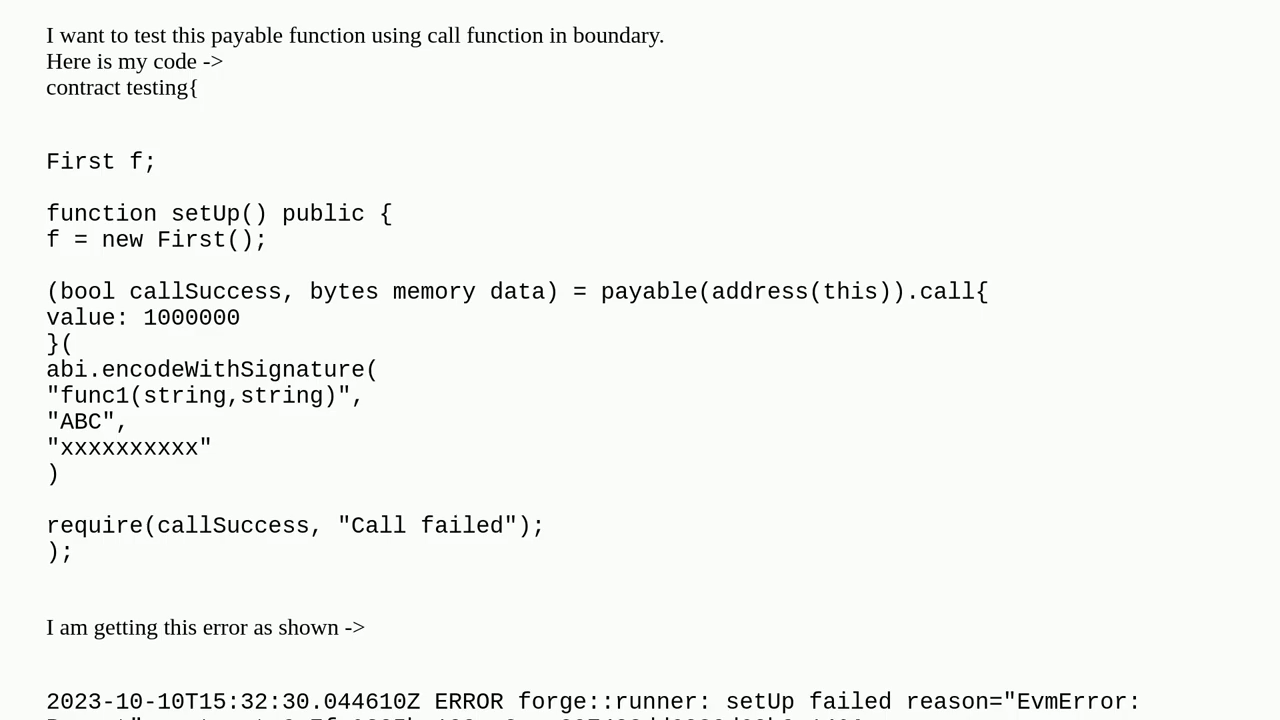 I want to test this payable function using call function in boundary.
Here is my code ->
contract testing{
First f;
function setUp() public {
f = new First();
(bool callSuccess, bytes memory data) = payable(address(this)).call{
value: 1000000
}(
abi.encodeWithSignature(
"func1(string,string)",
"ABC",
"xxxxxxxxxx"
)
require(callSuccess, "Call failed");
);
I am getting this error as shown ->
2023-10-10T15:32:30.044610Z ERROR forge::runner: setUp failed reason="EvmError: